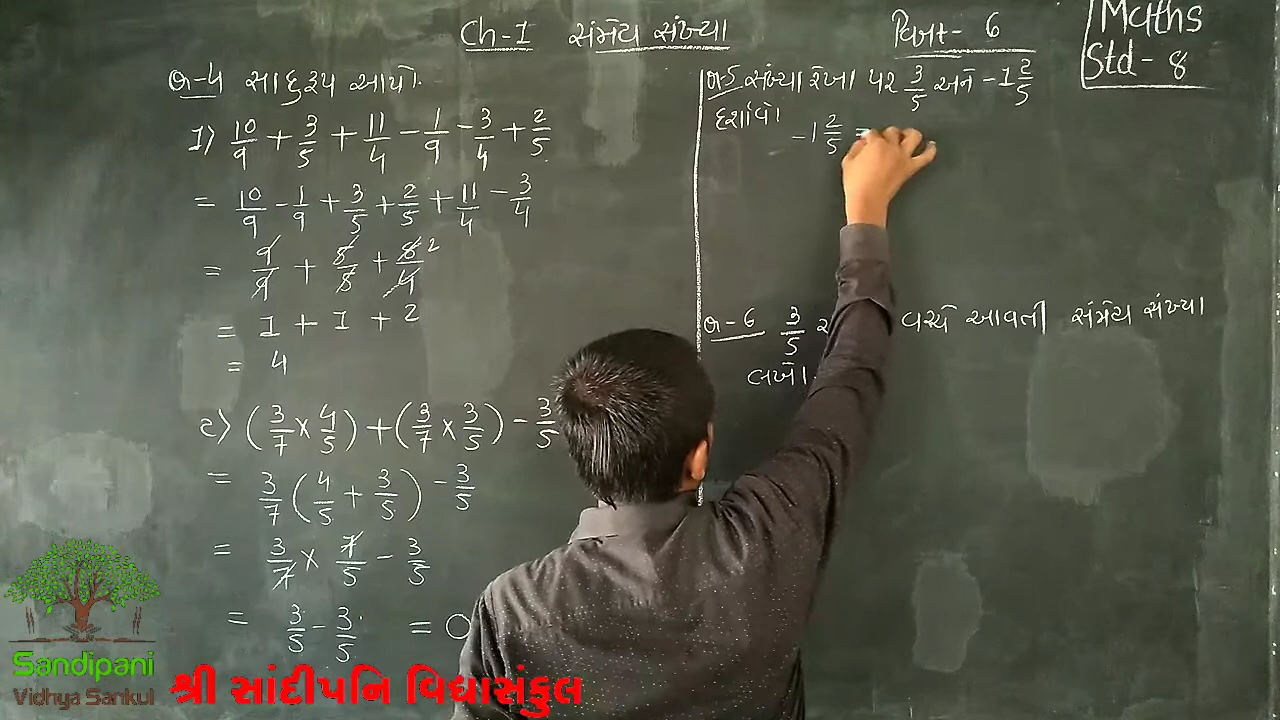 Ch-I સંમેય સંખ્યા
વિભાગ- 6
Maths
Std - 8
પ્ર-4 સાદુરૂપ આપો.
1) 10/9 + 3/5 + 11/4 - 1/9 - 3/4 + 2/5
= 10/9 - 1/9 + 3/5 + 2/5 + 11/4 - 3/4
= 9/9 + 5/5 + 8/4 2
= 1 + 1 + 2
= 4
2) (3/7 × 4/5) + (3/7 × 3/5) - 3/5
= 3/7 (4/5 + 3/5) - 3/5
= 3/7 × 7/5 - 3/5
= 3/5 - 3/5 = 0
પ્ર-5 સંખ્યા રેખા પર 3/5 અને -1 2/5
દર્શાવો.
-1 2/5 =
પ્ર-6 3/5 વચ્ચે આવતી સંમેય સંખ્યા
લખો.
Sandipani
Vidhya Sankul
શ્રી સાંદીપનિ વિદ્યાસંકુલ